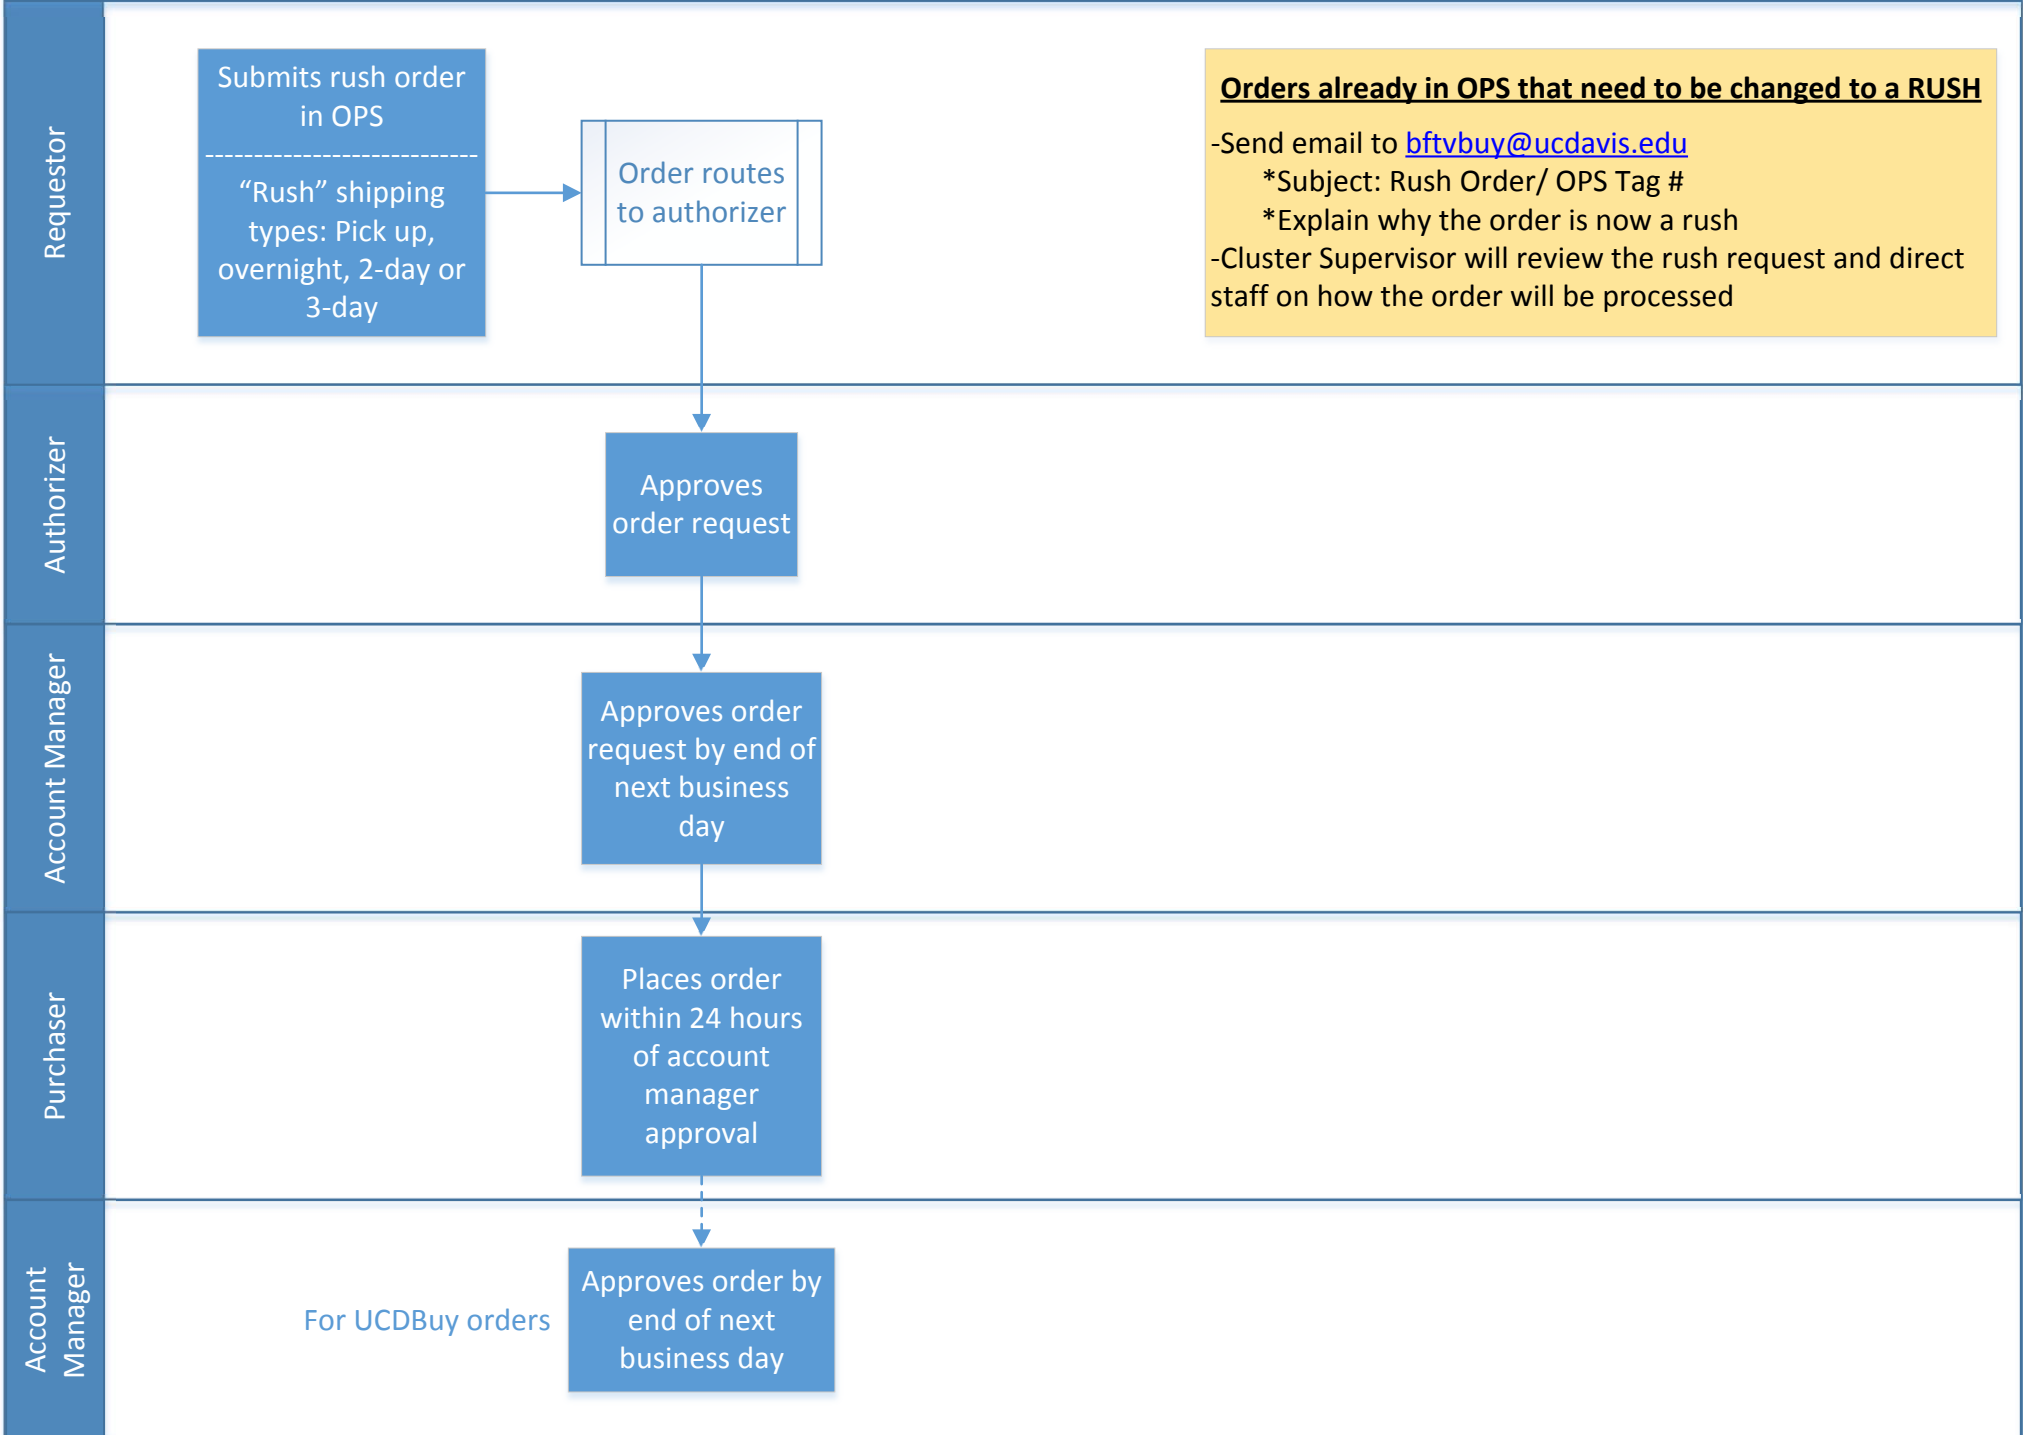 Requestor
Submits rush order
in OPS
----------------------------
“Rush” shipping
types: Pick up,
overnight, 2-day or
3-day
Order routes
to authorizer
Orders already in OPS that need to be changed to a RUSH
-Send email to bftvbuy@ucdavis.edu
*Subject: Rush Order/ OPS Tag #
*Explain why the order is now a rush
-Cluster Supervisor will review the rush request and direct
staff on how the order will be processed
Authorizer
Approves
order request
Account Manager
Approves order
request by end of
next business
day
Purchaser
Places order
within 24 hours
of account
manager
approval
Account
Manager
For UCDBuy orders
Approves order by
end of next
business day